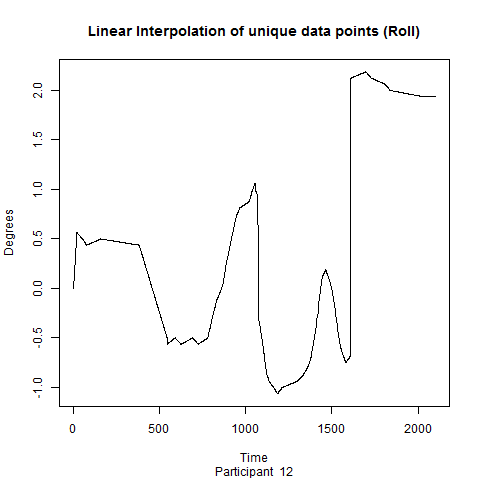 Linear Interpolation of unique data points (Roll)
Degrees
2.0
1.5
1.0
0.5
0.0
-0.5
-1.0
0 500 1000 1500 2000
Time
Participant 12